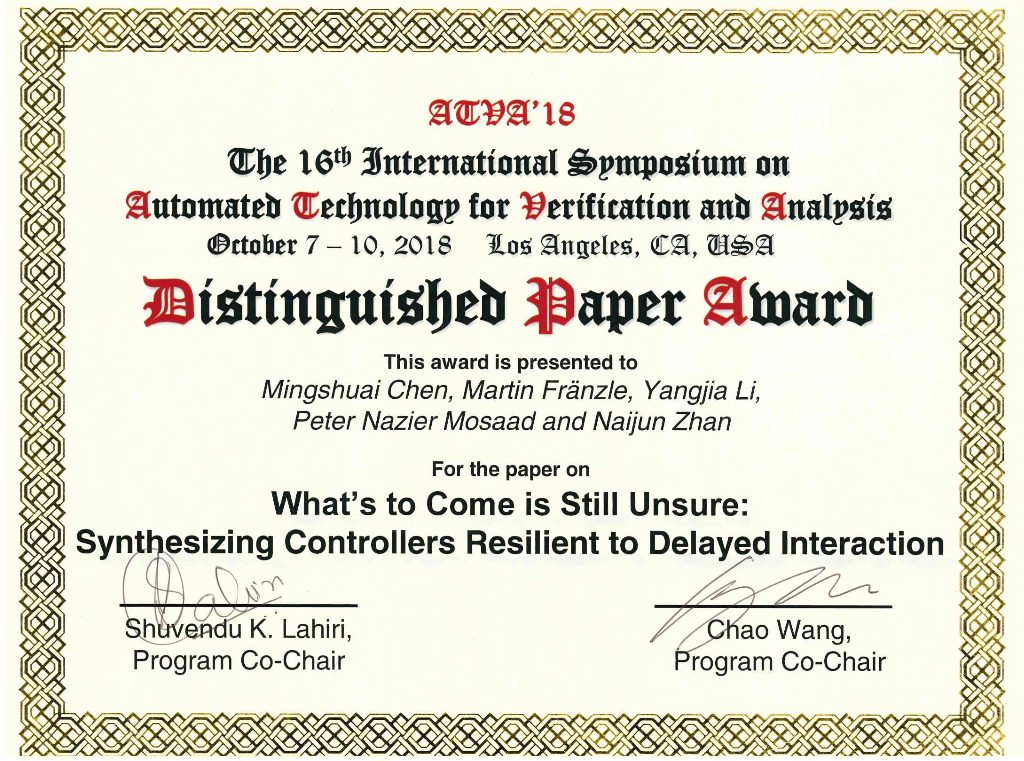 ATVA'18
The 16th International Symposium on
Automated Technology for Verification and Analysis
October 7 – 10, 2018 Los Angeles, CA, USA
Distinguished Paper Award
This award is presented to
Mingshuai Chen, Martin Fränzle, Yangjia Li,
Peter Nazier Mosaad and Naijun Zhan
For the paper on
What's to Come is Still Unsure:
Synthesizing Controllers Resilient to Delayed Interaction
Shuvendu K. Lahiri,
Program Co-Chair
Chao Wang,
Program Co-Chair